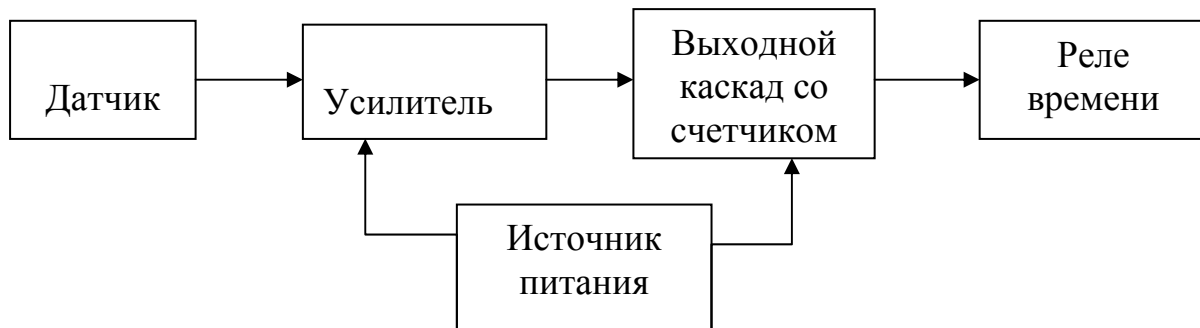 Датчик
Усилитель
Выходной
каскад со
счетчиком
Реле
времени
Источник
питания